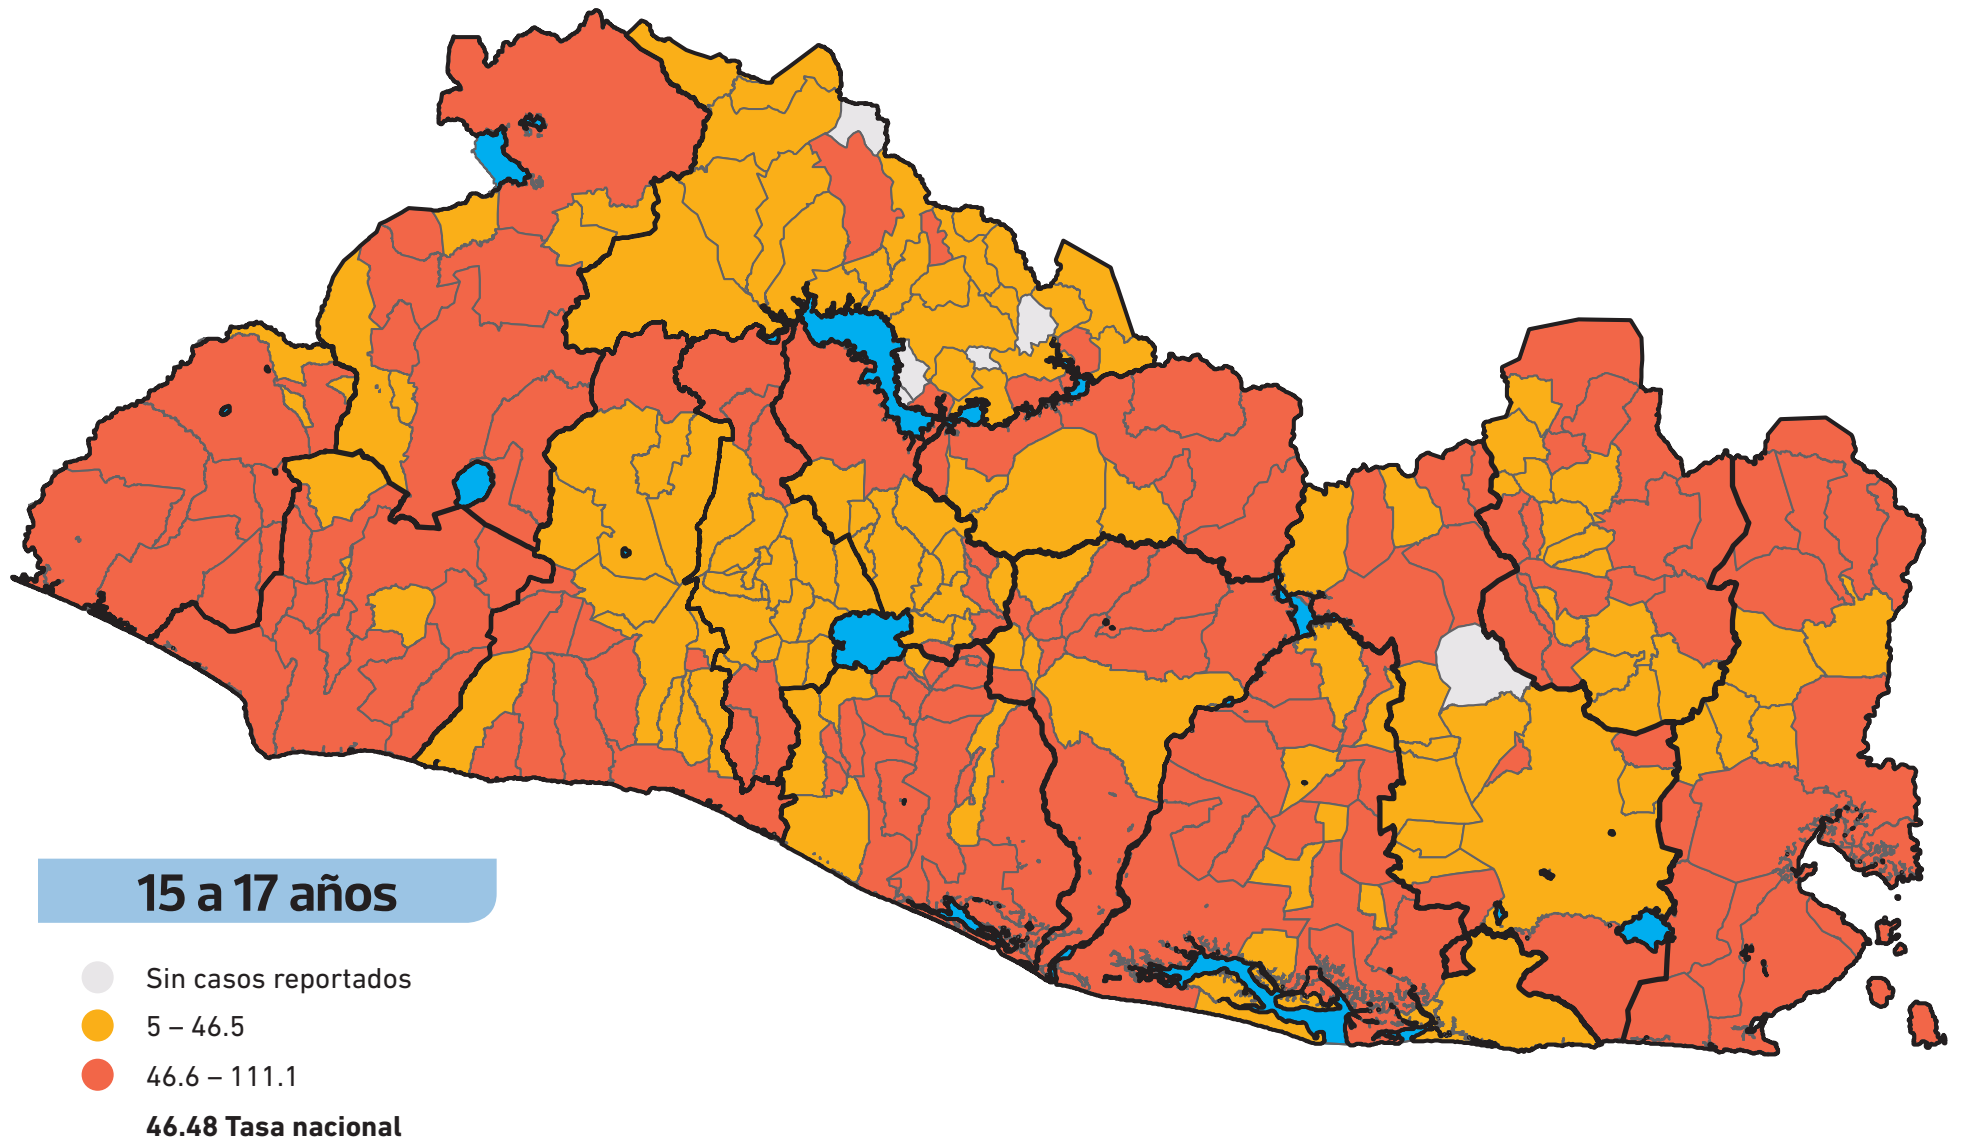 15 a 17 años
Sin casos reportados
5 – 46.5
46.6 – 111.1
46.48 Tasa nacional